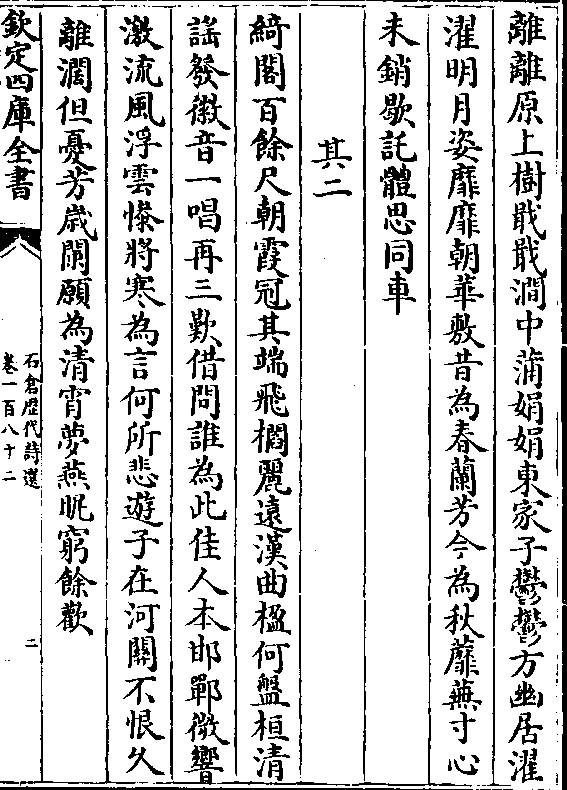 離離原上樹戢戢澗中蒲娟娟東家子鬱鬱方幽居濯
濯明月姿靡靡朝華敷昔為春蘭芳今為秋蘼蕪寸心
未銷歇託體思同車
其二
綺閣百餘尺朝霞冠其端飛櫩麗遠漢曲楹何盤桓清
謡發徽音一唱再三歎借問誰為此佳人本邯鄲微響
激流風浮雲慘將寒為言何所悲遊子在河關不恨久
離濶但憂芳歳闌願為清宵夢燕昵窮餘歡
欽定四庫全書
石倉歴代詩選
卷一百八十二
二